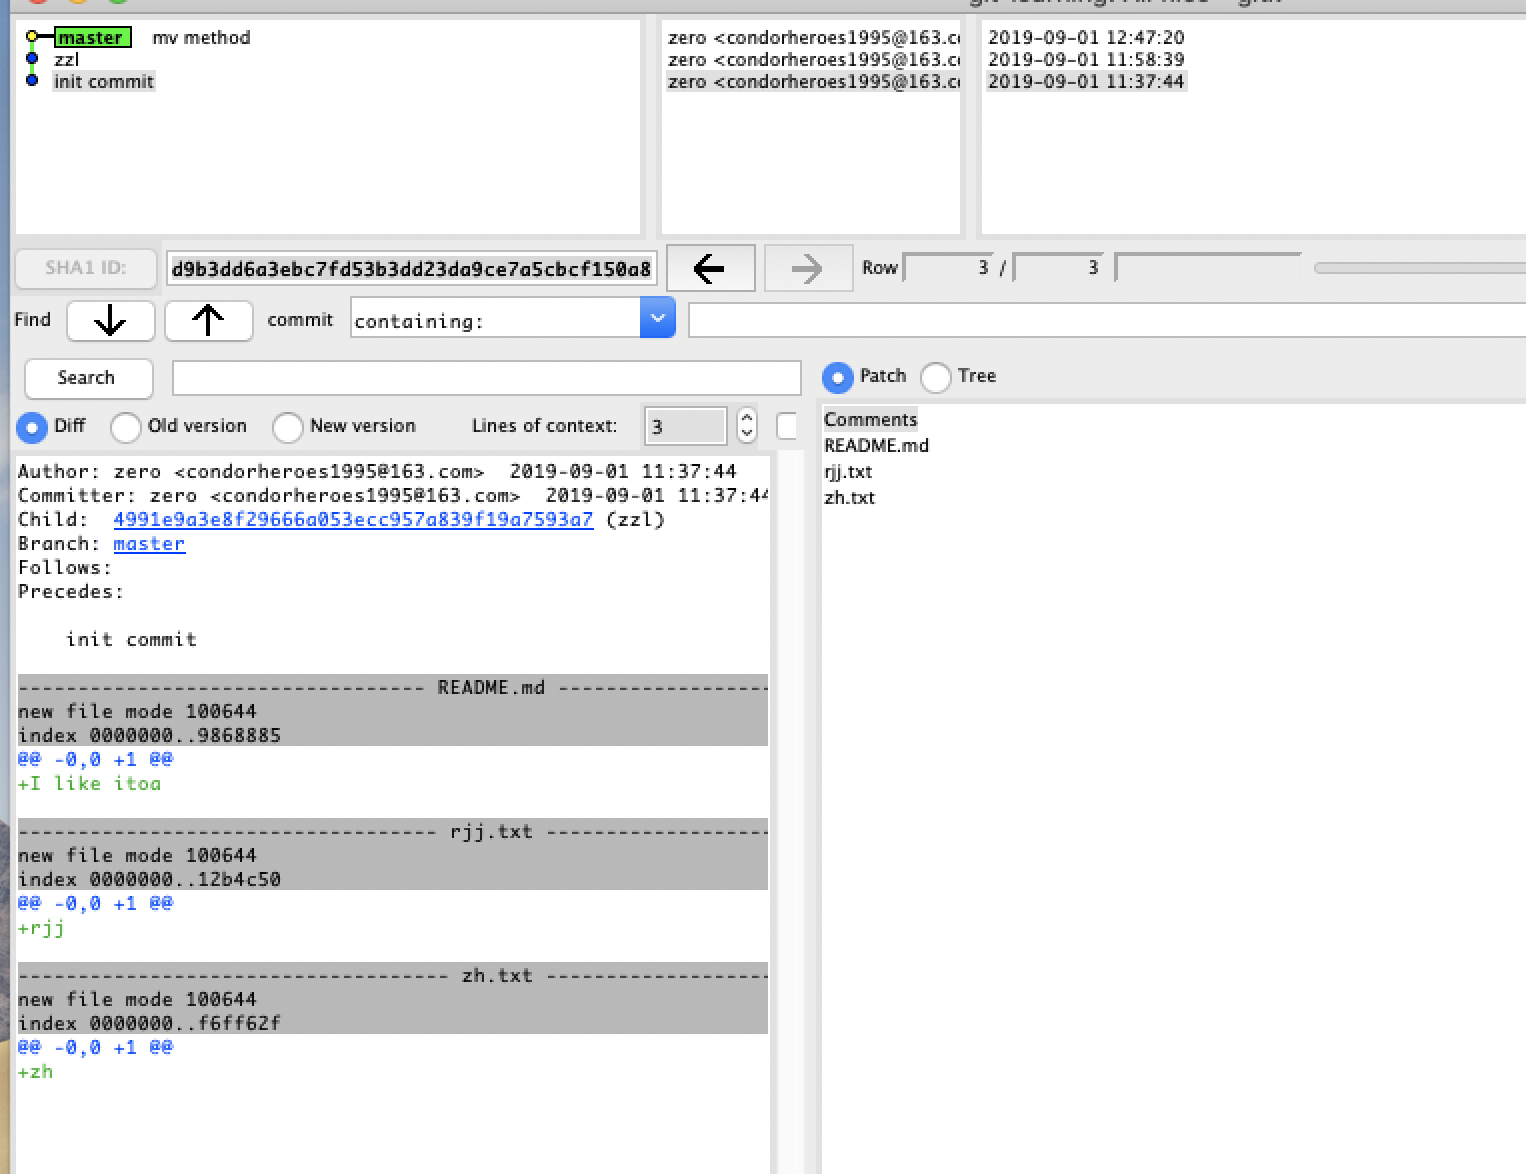 master mv method zero <condorheroes1995@163.c 2019-09-01 12:47:20
zzl zero <condorheroes1995@163.c 2019-09-01 11:58:39
init commit zero <condorheroes1995@163.c 2019-09-01 11:37:44
SHA1 ID: d9b3dd6a3ebc7fd53b3dd23da9ce7a5cbcf150a8 Row 3 / 3
Find commit containing:
Search Patch Tree
Diff Old version New version Lines of context: 3
Comments
README.md
rjj.txt
zh.txt
Author: zero <condorheroes1995@163.com> 2019-09-01 11:37:44
Committer: zero <condorheroes1995@163.com> 2019-09-01 11:37:44
Child: 4991e9a3e8f29666a053ecc957a839f19a7593a7 (zzl)
Branch: master
Follows:
Precedes:
init commit
---------------------------------- README.md ------------------
new file mode 100644
index 0000000..9868885
@@ -0,0 +1 @@
+I like itoa
----------------------------------- rjj.txt -------------------
new file mode 100644
index 0000000..12b4c50
@@ -0,0 +1 @@
+rjj
------------------------------------ zh.txt -------------------
new file mode 100644
index 0000000..f6ff62f
@@ -0,0 +1 @@
+zh